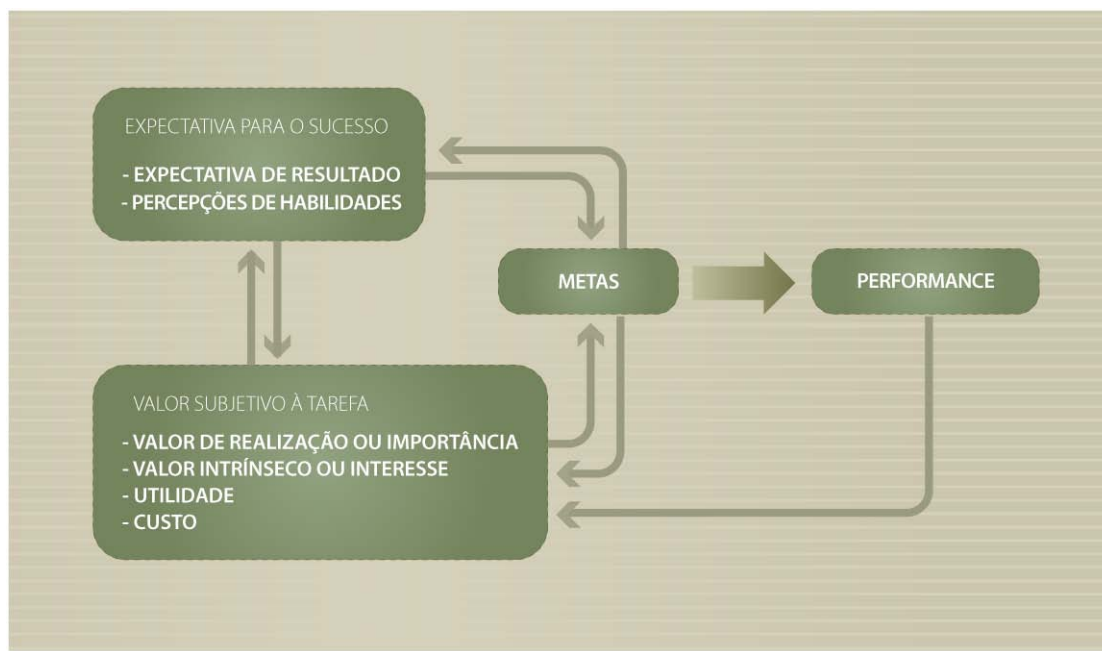 EXPECTATIVA PARA O SUCESSO
- EXPECTATIVA DE RESULTADO
- PERCEPÇÕES DE HABILIDADES
METAS
PERFORMANCE
VALOR SUBJETIVO À TAREFA
- VALOR DE REALIZAÇÃO OU IMPORTÂNCIA
- VALOR INTRÍNSECO OU INTERESSE
- UTILIDADE
- CUSTO